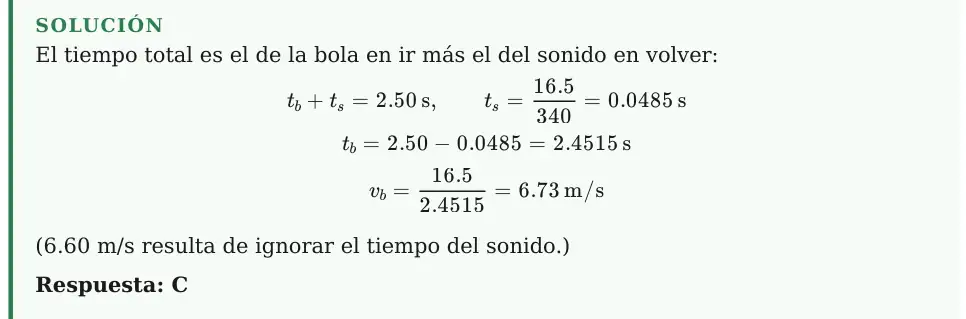 SOLUCIÓN
El tiempo total es el de la bola en ir más el del sonido en volver:
t_b + t_s = 2.50 s, t_s = \frac{16.5}{340} = 0.0485 s
t_b = 2.50 − 0.0485 = 2.4515 s
v_b = \frac{16.5}{2.4515} = 6.73 m/s
(6.60 m/s resulta de ignorar el tiempo del sonido.)
Respuesta: C